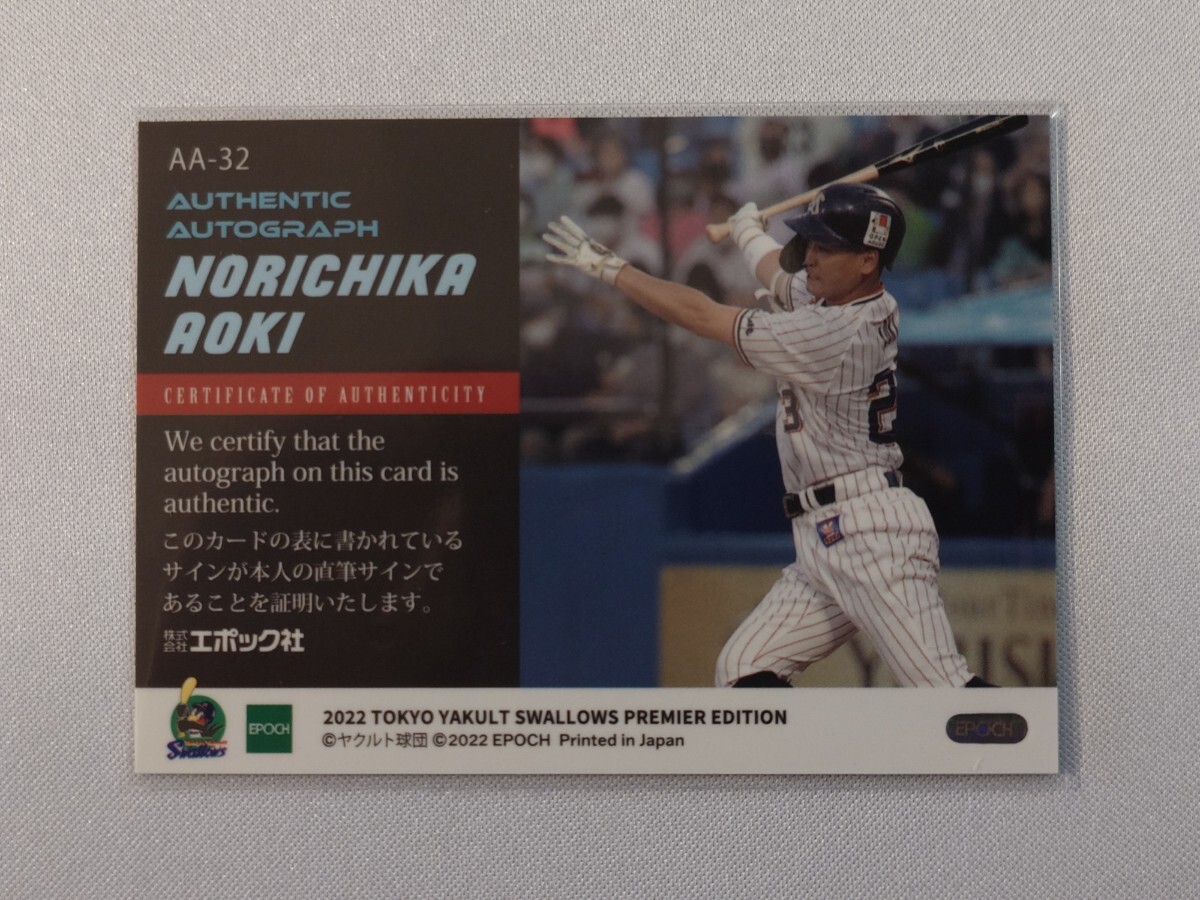 AA-32
AUTHENTIC
AUTOGRAPH
NORICHIKA
AOKI
CERTIFICATE OF AUTHENTICITY
We certify that the
autograph on this card is
authentic.
このカードの表に書かれている
サインが本人の直筆サインで
あることを証明いたします。
株式会社エポック社
Swallows
EPOCH
2022 TOKYO YAKULT SWALLOWS PREMIER EDITION
©ヤクルト球団 ©2022 EPOCH Printed in Japan
EPOCH